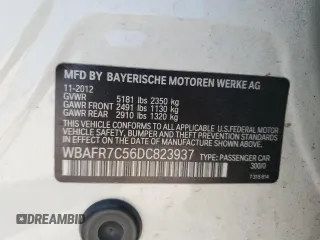 MFD BY BAYERISCHE MOTOREN WERKE AG
11-2012
GVWR 5181 lbs 2350 kg
GAWR FRONT 2491 lbs 1130 kg
GAWR REAR 2910 lbs 1320 kg
THIS VEHICLE CONFORMS TO ALL APPLICABLE
U.S. FEDERAL MOTOR VEHICLE SAFETY, BUMPER,
AND THEFT PREVENTION STANDARDS IN EFFECT
ON THE DATE OF MANUFACTURE SHOWN ABOVE.
WBAFR7C56DC823937 TYPE: PASSENGER CAR
AUTOBIDMASTER